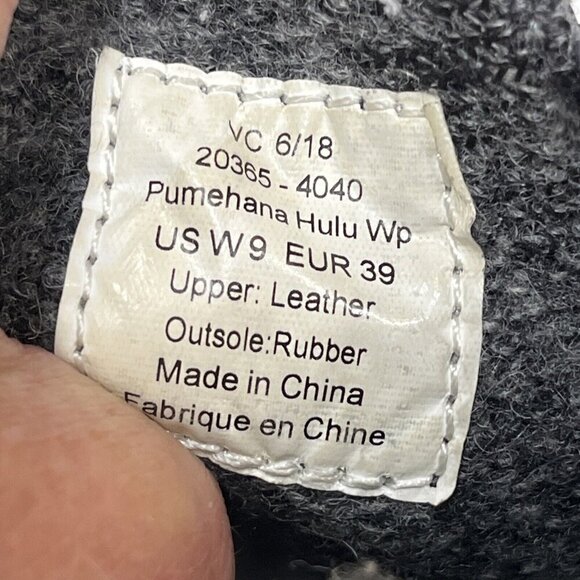 VC 6/18
20365 - 4040
Pumehana Hulu Wp
US W 9 EUR 39
Upper: Leather
Outsole:Rubber
Made in China
Fabrique en Chine